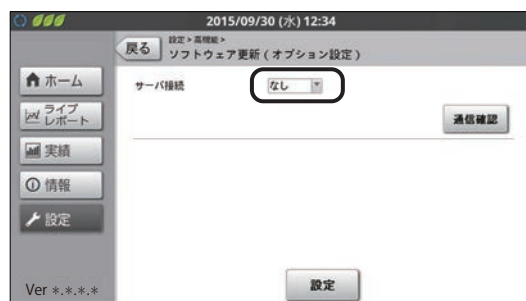 2015/09/30 (水) 12:34
戻る
設定 > 高機能 >
ソフトウェア更新 ( オプション設定 )
ホーム
ライブ
レポート
実績
情報
設定
Ver *.*.*.*
サーバ接続
なし
通信確認
設定